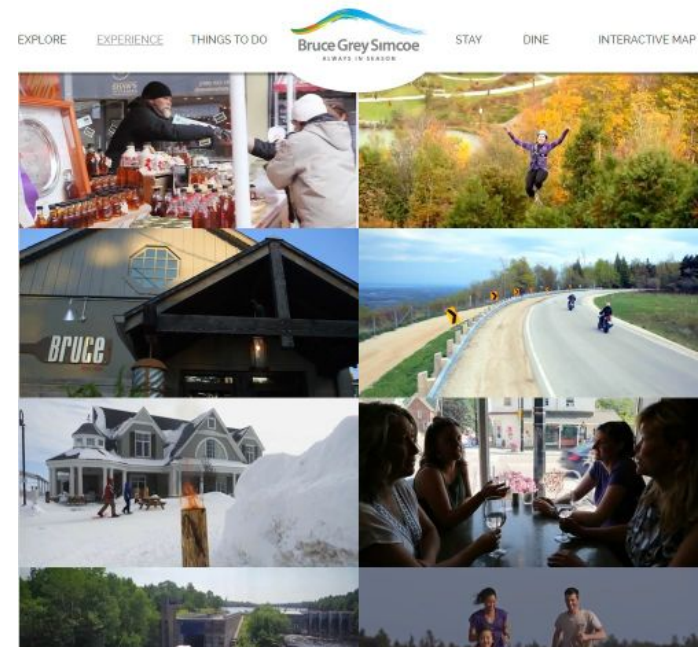 EXPLORE
EXPERIENCE
THINGS TO DO
Bruce Grey Simcoe
ALWAYS IN SEASON
STAY
DINE
INTERACTIVE MAP
BRUCE